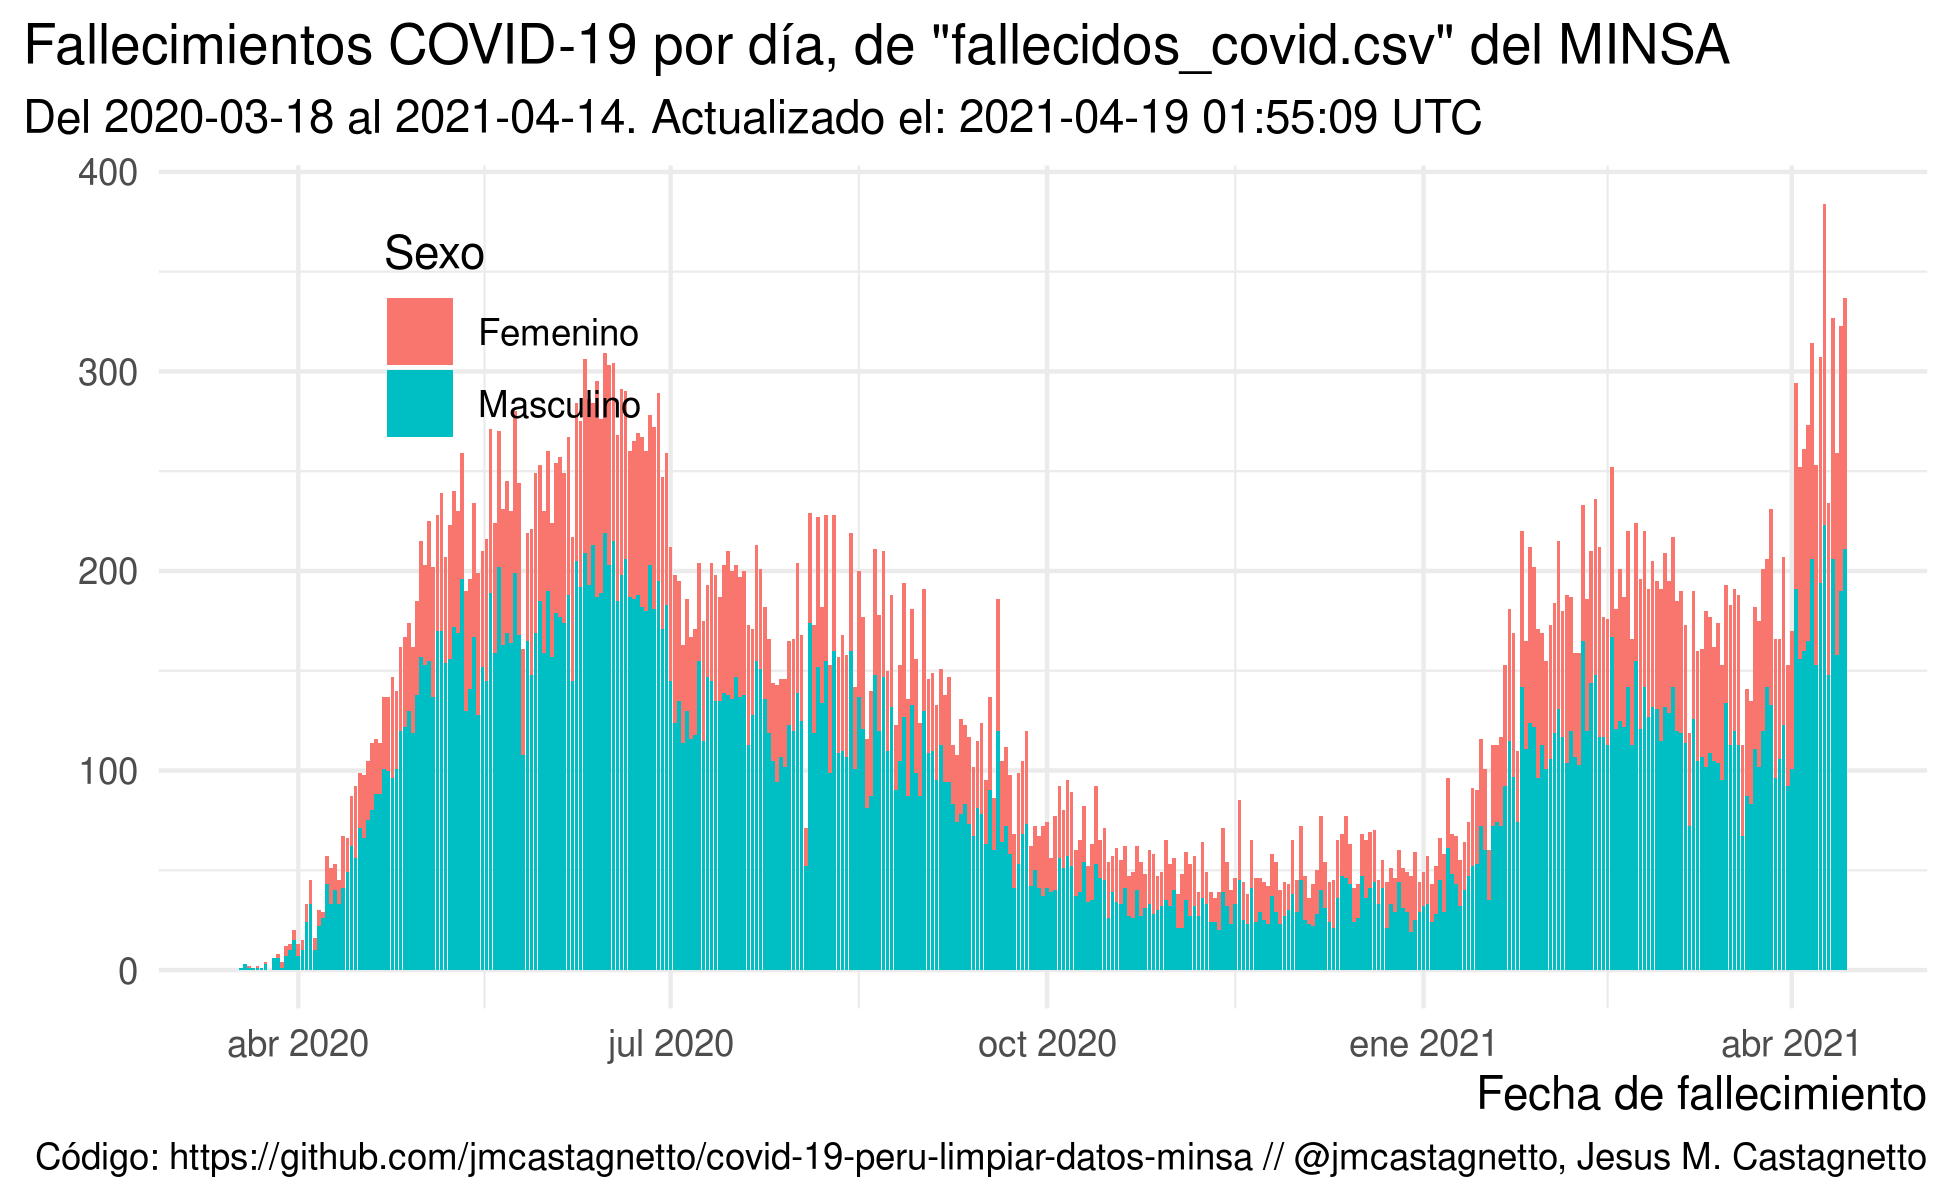 Fallecimientos COVID-19 por día, de "fallecidos_covid.csv" del MINSA
Del 2020-03-18 al 2021-04-14. Actualizado el: 2021-04-19 01:55:09 UTC
400
300
200
100
0
Sexo
Femenino
Masculino
abr 2020
jul 2020
oct 2020
ene 2021
abr 2021
Fecha de fallecimiento
Código: https://github.com/jmcastagnetto/covid-19-peru-limpiar-datos-minsa // @jmcastagnetto, Jesus M. Castagnetto